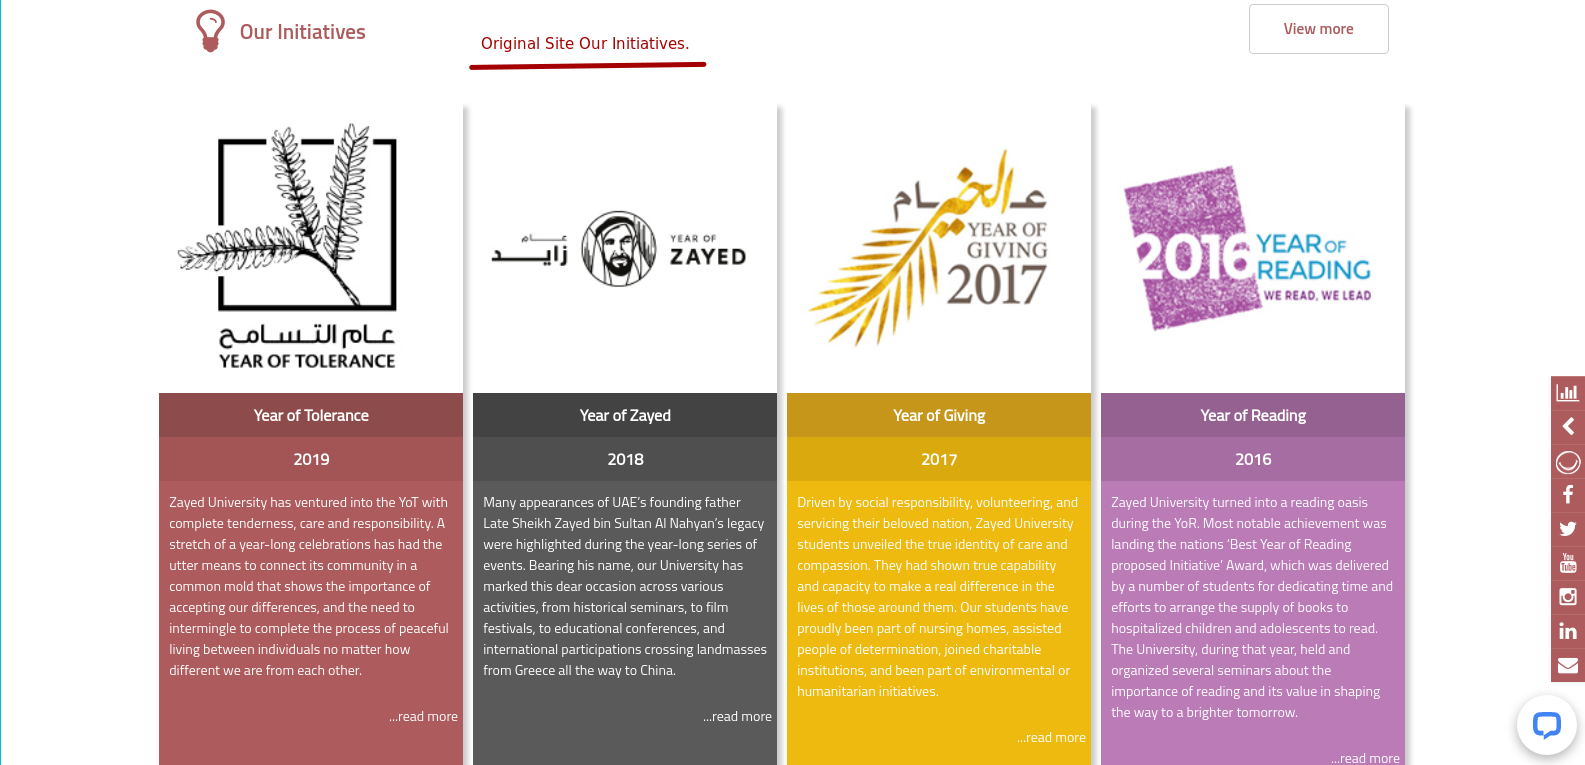 Our Initiatives
Original Site Our Initiatives.
View more
عام التسامح
YEAR OF TOLERANCE
Year of Tolerance
2019
Zayed University has ventured into the YoT with
complete tenderness, care and responsibility. A
stretch of a year-long celebrations has had the
utter means to connect its community in a
common mold that shows the importance of
accepting our differences, and the need to
intermingle to complete the process of peaceful
living between individuals no matter how
different we are from each other.
...read more
عام
زايد
YEAR OF
ZAYED
Year of Zayed
2018
Many appearances of UAE’s founding father
Late Sheikh Zayed bin Sultan Al Nahyan’s legacy
were highlighted during the year-long series of
events. Bearing his name, our University has
marked this dear occasion across various
activities, from historical seminars, to film
festivals, to educational conferences, and
international participations crossing landmasses
from Greece all the way to China.
...read more
عام الخير
YEAR OF
GIVING
2017
Year of Giving
2017
Driven by social responsibility, volunteering, and
servicing their beloved nation, Zayed University
students unveiled the true identity of care and
compassion. They had shown true capability
and capacity to make a real difference in the
lives of those around them. Our students have
proudly been part of nursing homes, assisted
people of determination, joined charitable
institutions, and been part of environmental or
humanitarian initiatives.
...read more
2016 YEAR OF
READING
WE READ, WE LEAD
Year of Reading
2016
Zayed University turned into a reading oasis
during the YoR. Most notable achievement was
landing the nations ‘Best Year of Reading
proposed Initiative’ Award, which was delivered
by a number of students for dedicating time and
efforts to arrange the supply of books to
hospitalized children and adolescents to read.
The University, during that year, held and
organized several seminars about the
importance of reading and its value in shaping
the way to a brighter tomorrow.
...read more
You
Tube